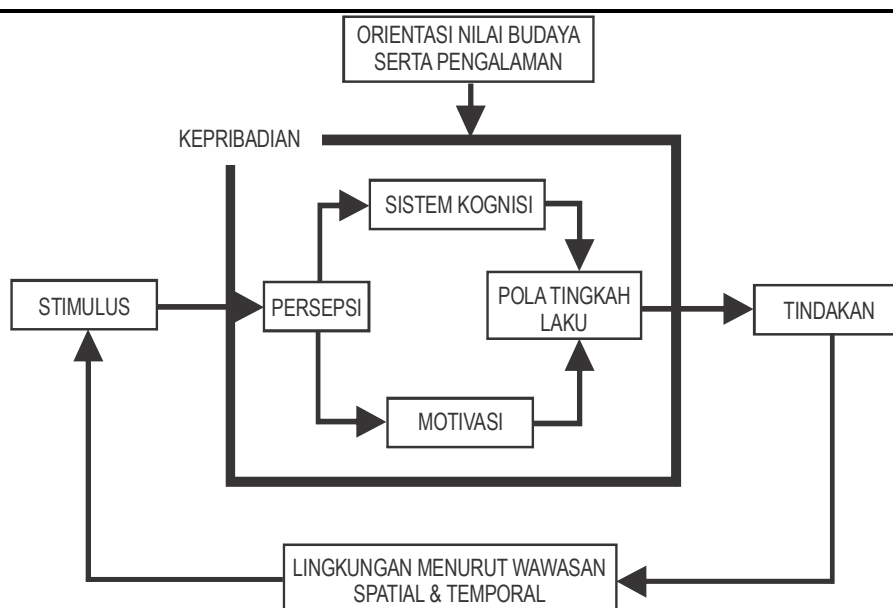 ORIENTASI NILAI BUDAYA
SERTA PENGALAMAN
KEPRIBADIAN
SISTEM KOGNISI
STIMULUS
PERSEPSI
POLA TINGKAH
LAKU
TINDAKAN
MOTIVASI
LINGKUNGAN MENURUT WAWASAN
SPATIAL & TEMPORAL